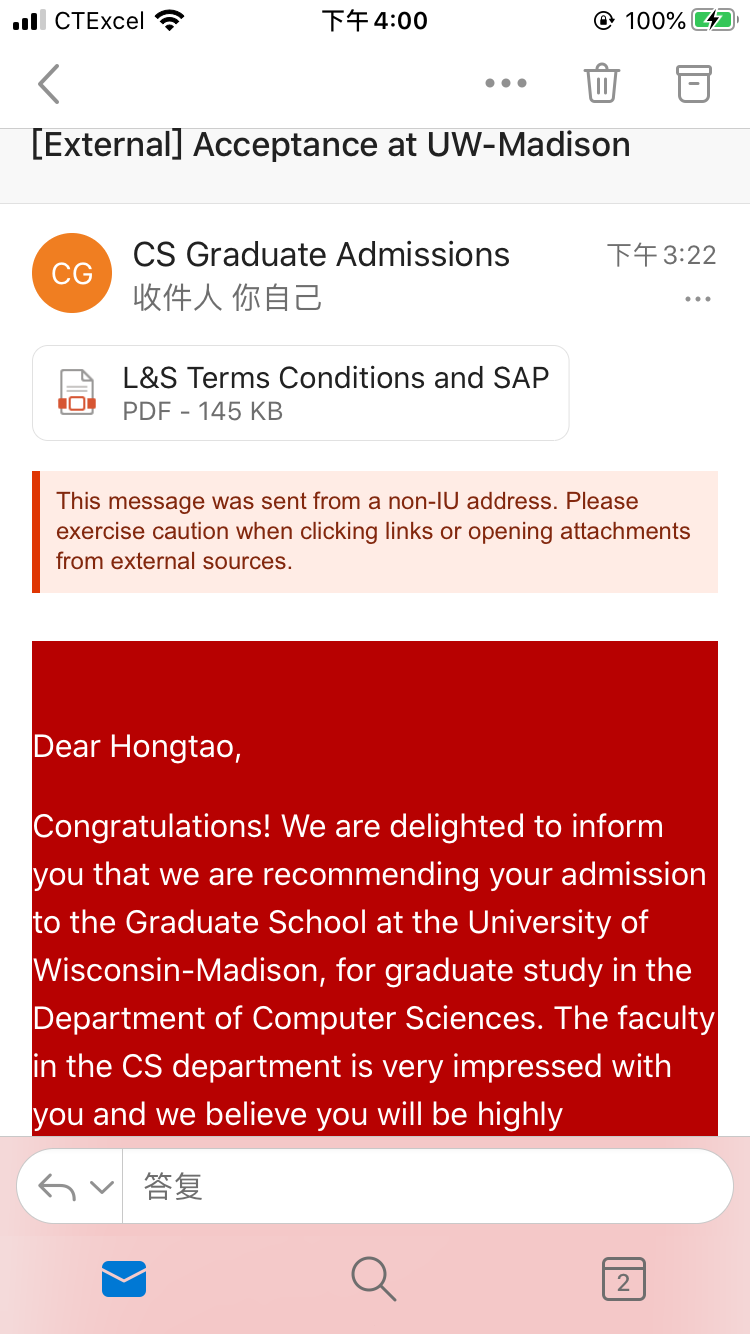 CTExcel 下午4:00 100%
[External] Acceptance at UW-Madison
CG
CS Graduate Admissions 下午3:22
收件人 你自己
L&S Terms Conditions and SAP
PDF - 145 KB
This message was sent from a non-IU address. Please
exercise caution when clicking links or opening attachments
from external sources.
Dear Hongtao,
Congratulations! We are delighted to inform
you that we are recommending your admission
to the Graduate School at the University of
Wisconsin-Madison, for graduate study in the
Department of Computer Sciences. The faculty
in the CS department is very impressed with
you and we believe you will be highly
答复
2